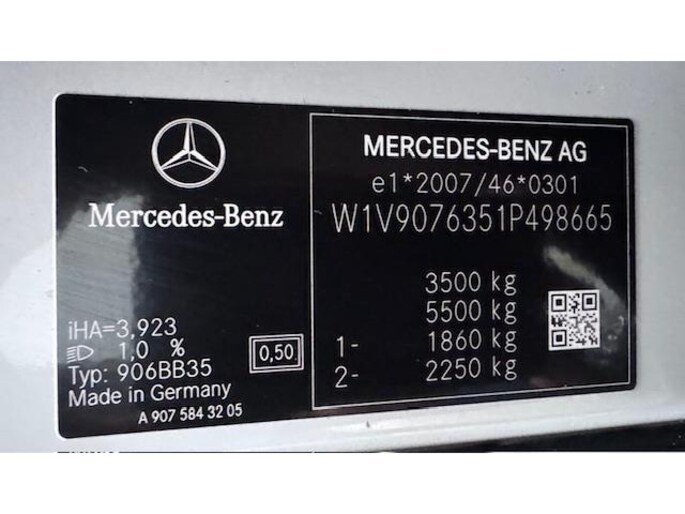 Mercedes-Benz
iHA=3,923
1,0 %
0,50
Typ: 906BB35
Made in Germany
A 907 584 32 05
MERCEDES-BENZ AG
e1*2007/46*0301
W1V9076351P498665
3500 kg
5500 kg
1- 1860 kg
2- 2250 kg